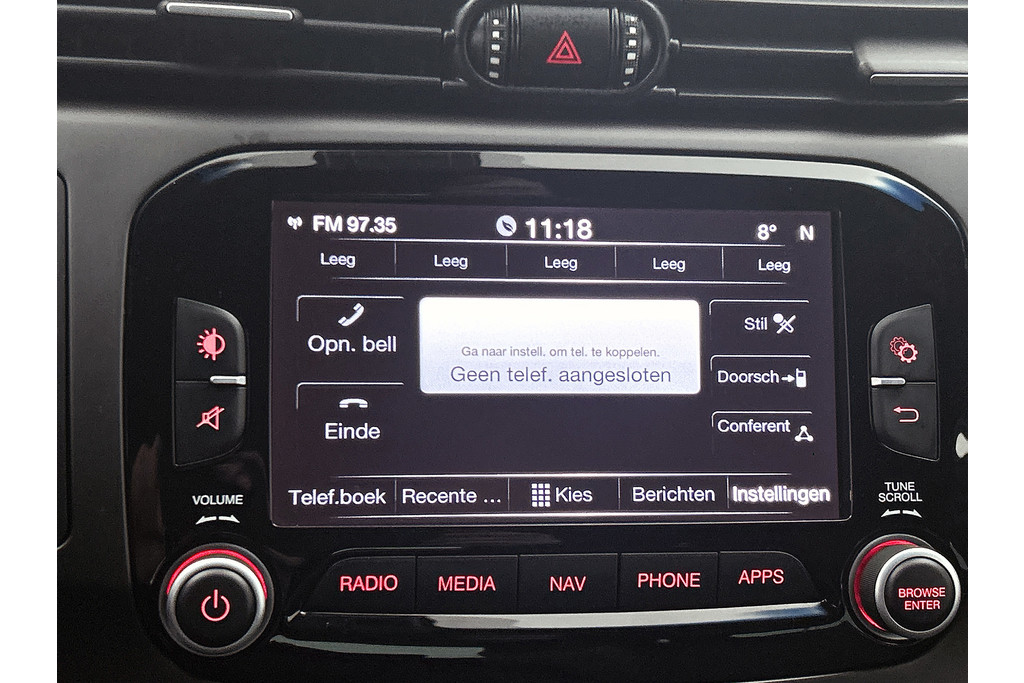 FM 97.35 11:18 8° N
Leeg Leeg Leeg Leeg Leeg
Opn. bell
Ga naar instell. om tel. te koppelen.
Geen telef. aangesloten
Stil
Doorsch
Einde
Conferent
Telef.boek Recente ... Kies Berichten Instellingen
VOLUME
TUNE
SCROLL
RADIO MEDIA NAV PHONE APPS
BROWSE
ENTER